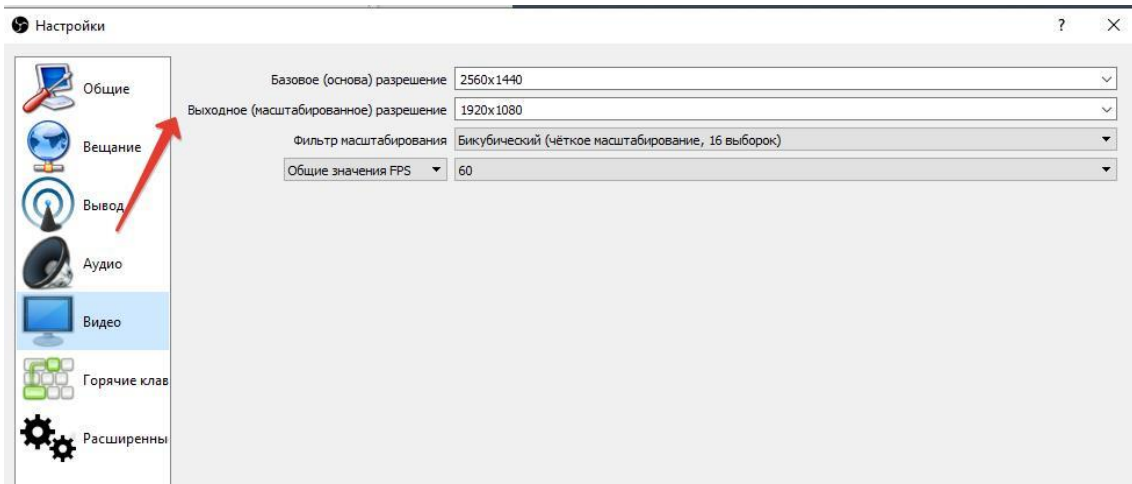 Настройки
?
Общие
Вещание
Вывод
Аудио
Видео
Горячие клав
Расширенны
Базовое (основа) разрешение 2560x1440
Выходное (масштабированное) разрешение 1920x1080
Фильтр масштабирования Бикубический (чёткое масштабирование, 16 выборок)
Общие значения FPS 60